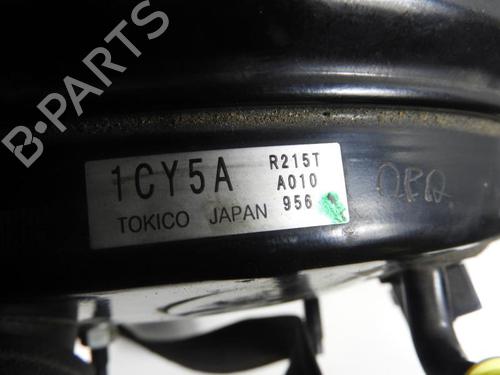 B-Parts
1CY5A
R215T
A010
956
TOKICO JAPAN